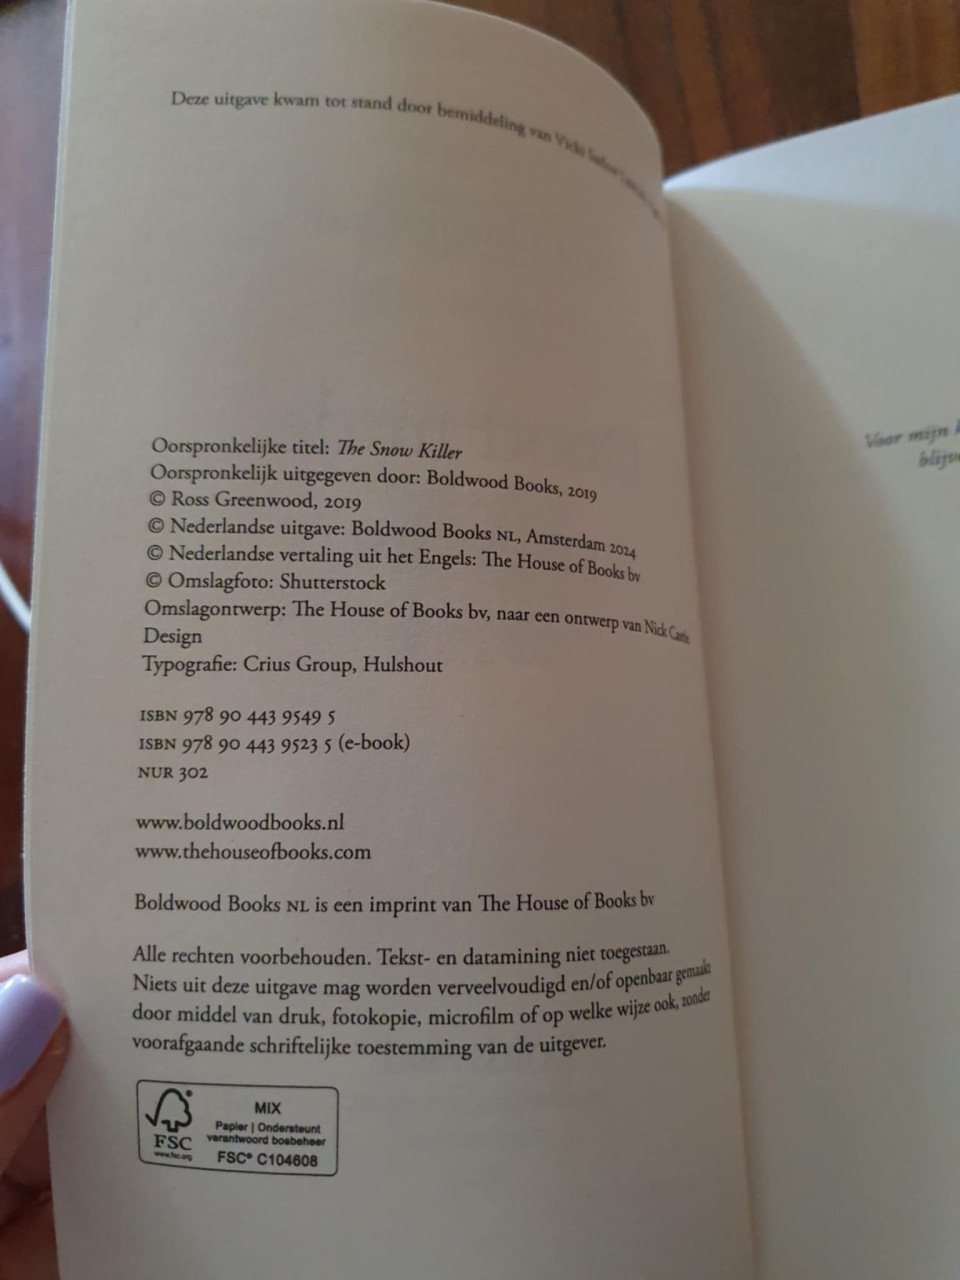 Deze uitgave kwam tot stand door bemiddeling van Vicki
Oorspronkelijke titel: The Snow Killer
Oorspronkelijk uitgegeven door: Boldwood Books, 2019
© Ross Greenwood, 2019
© Nederlandse uitgave: Boldwood Books NL, Amsterdam 2024
© Nederlandse vertaling uit het Engels: The House of Books bv
© Omslagfoto: Shutterstock
Omslagontwerp: The House of Books bv, naar een ontwerp van Nick Castle
Design
Typografie: Crius Group, Hulshout
ISBN 978 90 443 9549 5
ISBN 978 90 443 9523 5 (e-book)
NUR 302
www.boldwoodbooks.nl
www.thehouseofbooks.com
Boldwood Books NL is een imprint van The House of Books bv
Alle rechten voorbehouden. Tekst- en datamining niet toegestaan.
Niets uit deze uitgave mag worden verveelvoudigd en/of openbaar gemaakt
door middel van druk, fotokopie, microfilm of op welke wijze ook, zonder
voorafgaande schriftelijke toestemming van de uitgever.
FSC
www.fsc.org
MIX
Papier | Ondersteunt
verantwoord bosbeheer
FSC® C104608
Voor mijn